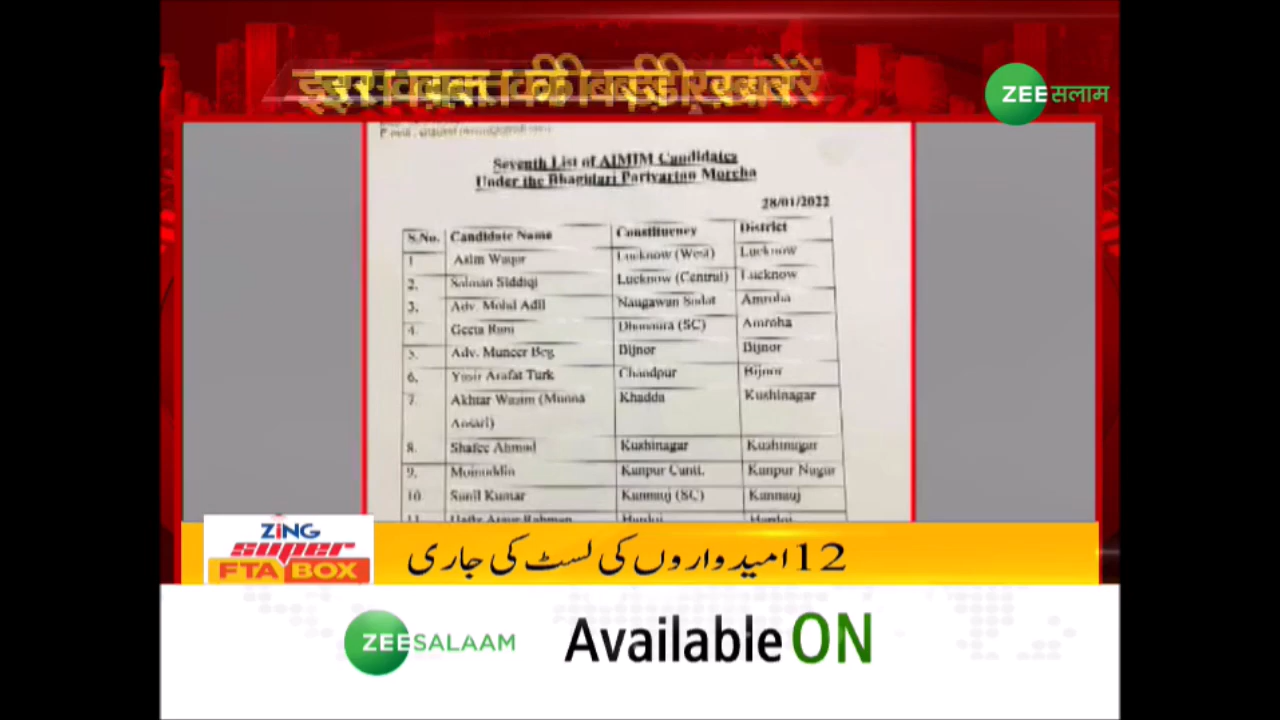 ZEE सलाम
Seventh List of AIMIM Candidates
Under the Bhagidari Parivartan Morcha
28/01/2022
S.No. Candidate Name Constituency District
1 Asim Waqar Lucknow (West) Lucknow
2. Salman Siddiqi Lucknow (Central) Lucknow
3. Adv. Mohd Adil Naugawan Sadat Amroha
4. Geeta Rani Dhanaura (SC) Amroha
5. Adv. Muneer Beg Bijnor Bijnor
6. Yasir Arafat Turk Chandpur Bijnor
7. Akhtar Wasim (Munna Khadda Kushinagar
Ansari)
8. Shafee Ahmad Kushinagar Kushinagar
9. Moinuddin Kanpur Cantt. Kanpur Nagar
10. Sunil Kumar Kannauj (SC) Kannauj
ZiNG
super
FTA BOX
12 امیدواروں کی لسٹ کی جاری
ZEE SALAAM
Available ON